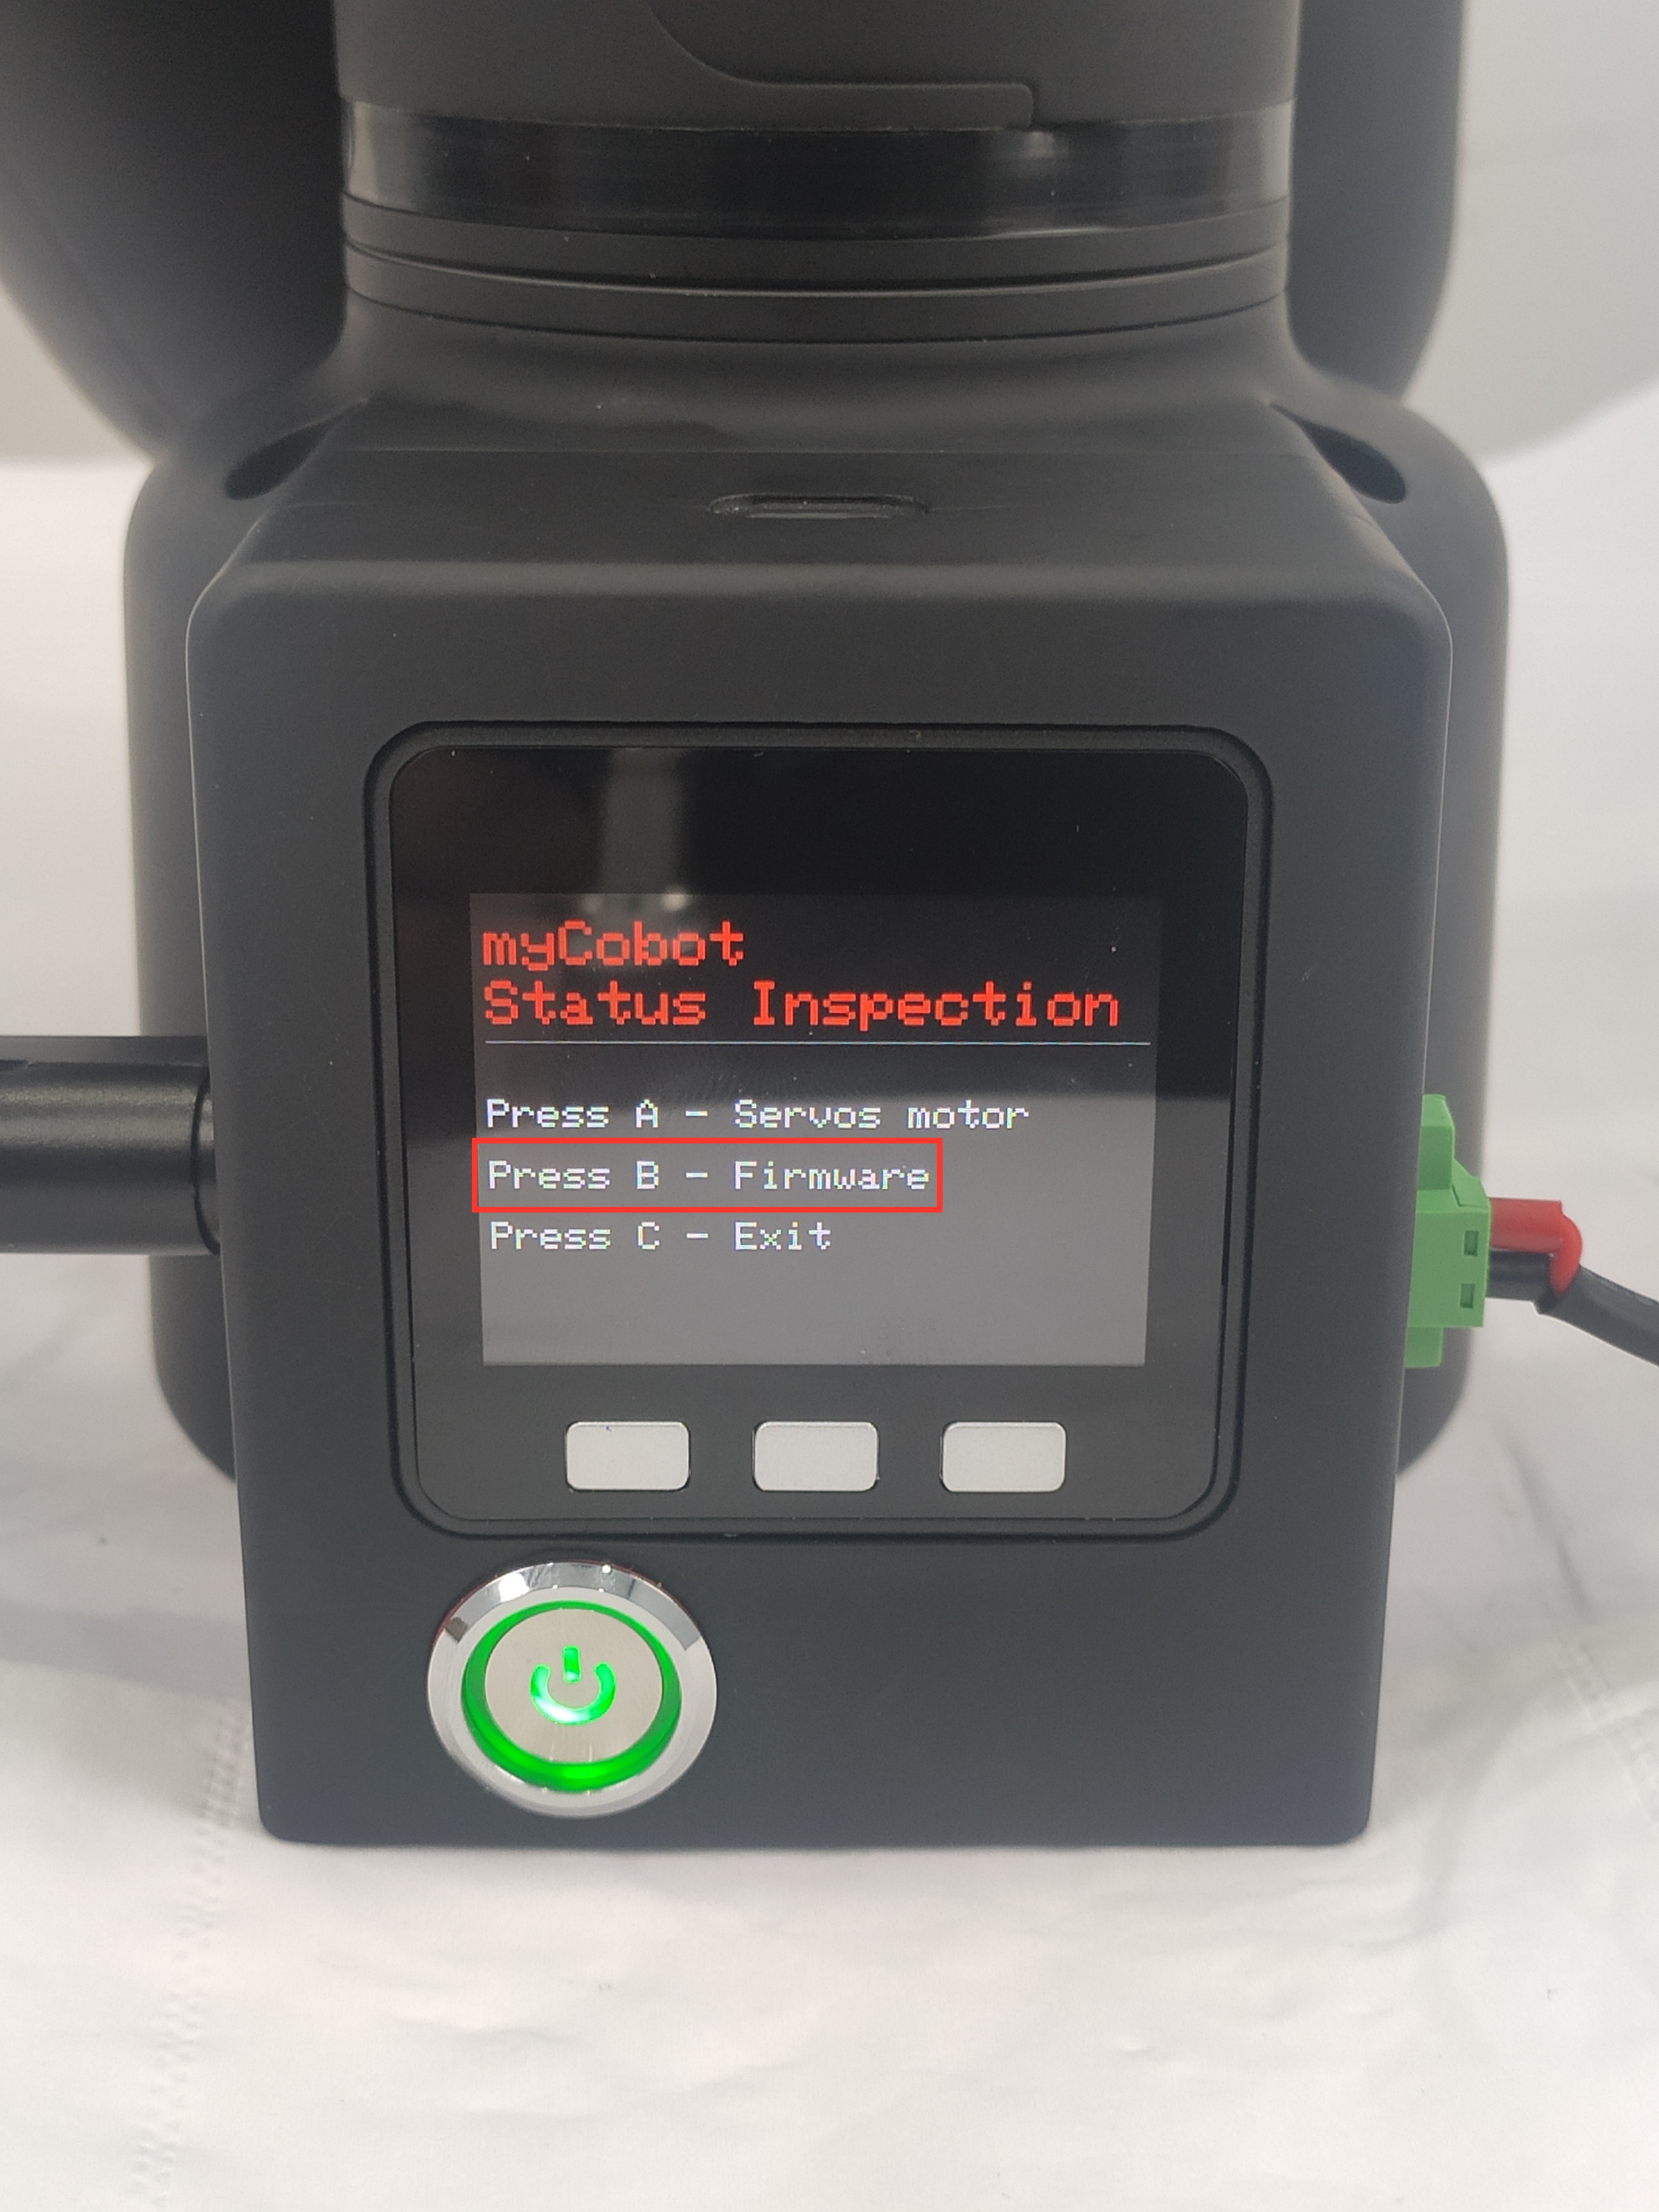 myCobot
Status Inspection
Press A - Servos motor
Press B - Firmware
Press C - Exit